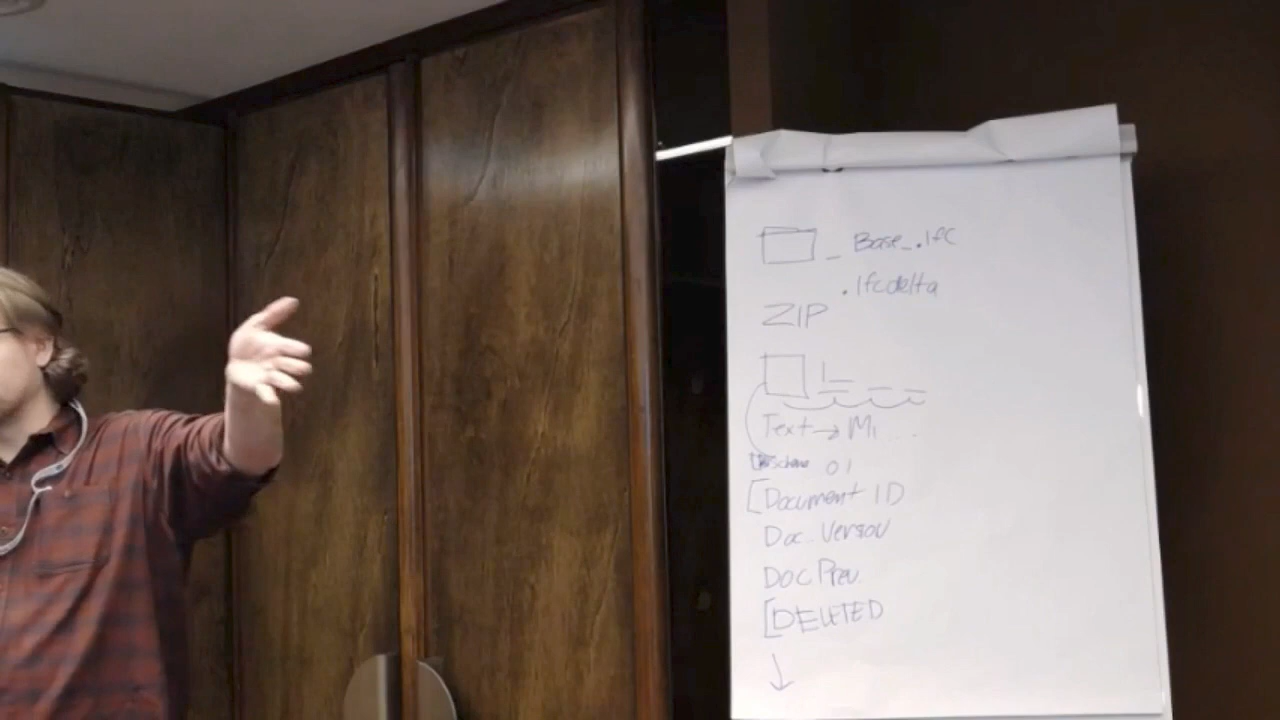 _ Base_.ifc
.ifcdelta
ZIP
Text → Mi ...
01
[Document ID
Doc. Version
Doc Prev.
[DELETED